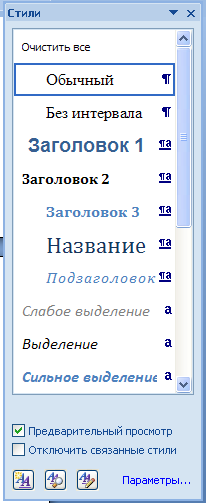 Стили
Очистить все
Обычный ¶
Без интервала ¶
Заголовок 1 ¶a
Заголовок 2 ¶a
Заголовок 3 ¶a
Название ¶a
Подзаголовок ¶a
Слабое выделение a
Выделение a
Сильное выделение a
Предварительный просмотр
Отключить связанные стили
Параметры...